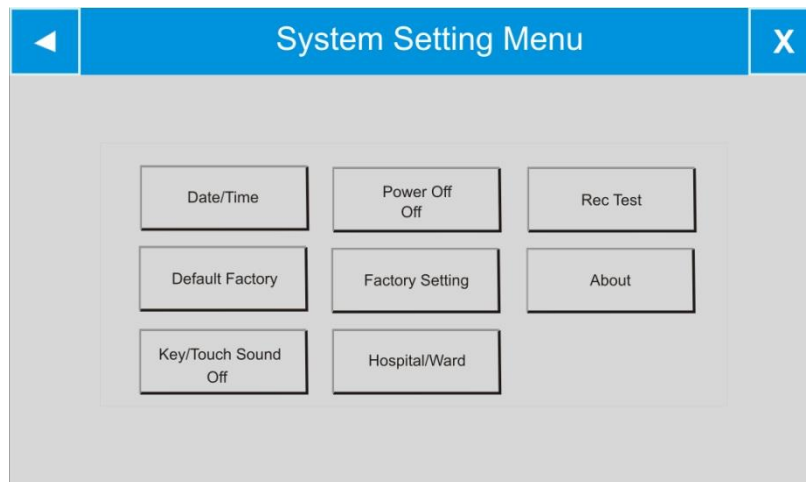 ◄ System Setting Menu X
Date/Time
Power Off
Off
Rec Test
Default Factory
Factory Setting
About
Key/Touch Sound
Off
Hospital/Ward